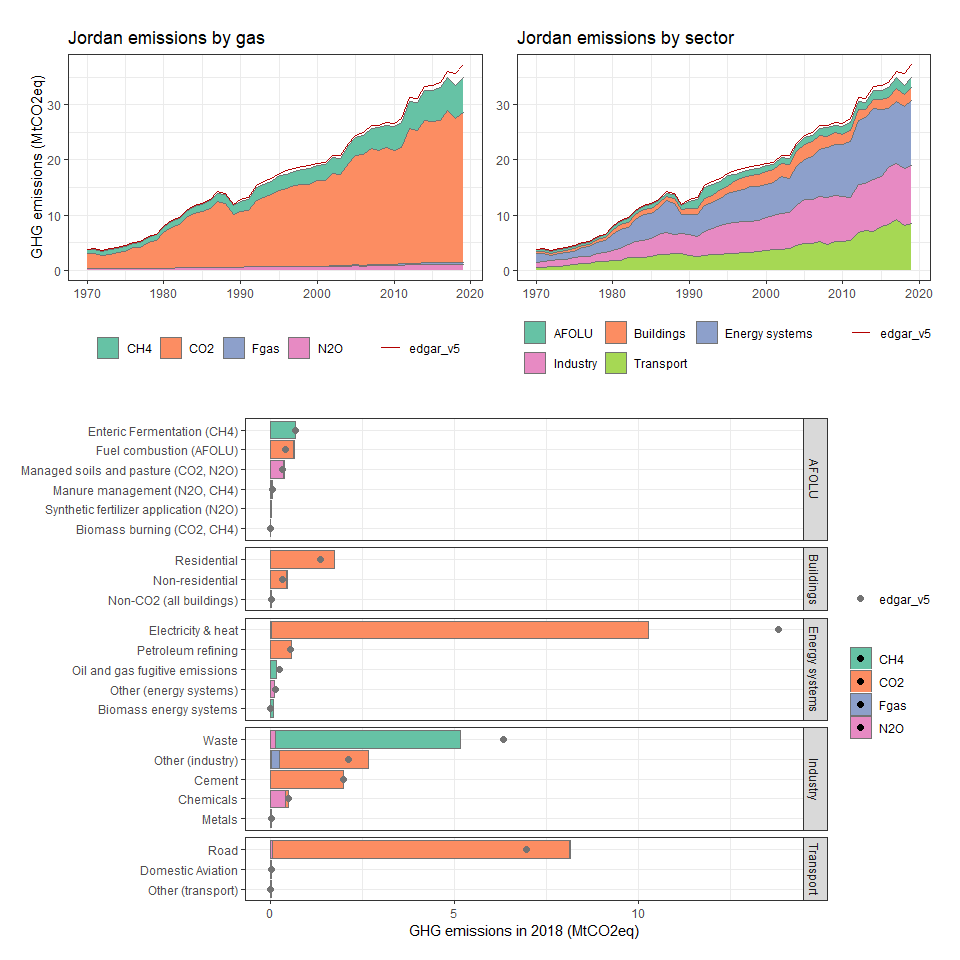 Jordan emissions by gas
GHG emissions (MtCO2eq)
30
20
10
0
1970
1980
1990
2000
2010
2020
CH4
CO2
Fgas
N2O
edgar_v5
Jordan emissions by sector
30
20
10
0
1970
1980
1990
2000
2010
2020
AFOLU
Buildings
Energy systems
edgar_v5
Industry
Transport
Enteric Fermentation (CH4)
Fuel combustion (AFOLU)
Managed soils and pasture (CO2, N2O)
Manure management (N2O, CH4)
Synthetic fertilizer application (N2O)
Biomass burning (CO2, CH4)
AFOLU
Residential
Non-residential
Non-CO2 (all buildings)
Buildings
Electricity & heat
Petroleum refining
Oil and gas fugitive emissions
Other (energy systems)
Biomass energy systems
Energy systems
Waste
Other (industry)
Cement
Chemicals
Metals
Industry
Road
Domestic Aviation
Other (transport)
Transport
0
5
10
GHG emissions in 2018 (MtCO2eq)
edgar_v5
CH4
CO2
Fgas
N2O